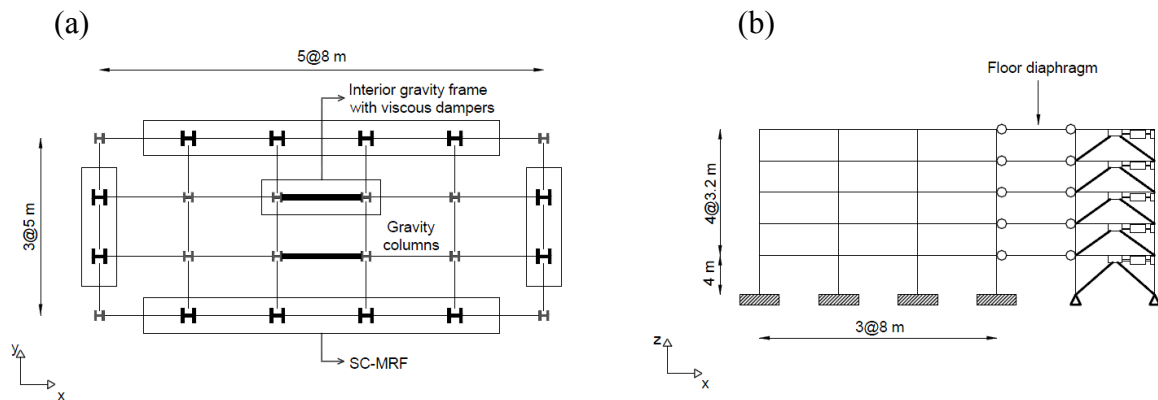 (a)
5@8 m
Interior gravity frame
with viscous dampers
3@5 m
Gravity
columns
SC-MRF
y
x
(b)
Floor diaphragm
4@3.2 m
4 m
3@8 m
z
x